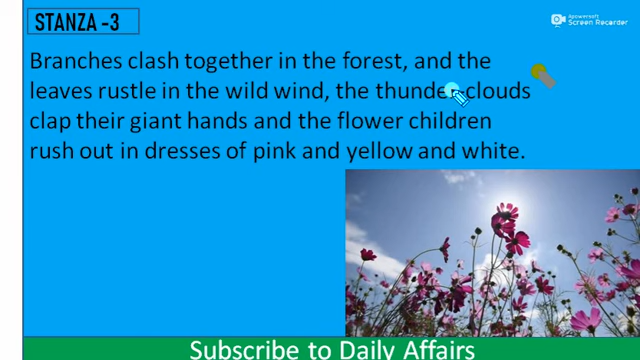 STANZA -3
Apowersoft
Screen Recorder
Branches clash together in the forest, and the
leaves rustle in the wild wind, the thunder-clouds
clap their giant hands and the flower children
rush out in dresses of pink and yellow and white.
Subscribe to Daily Affairs